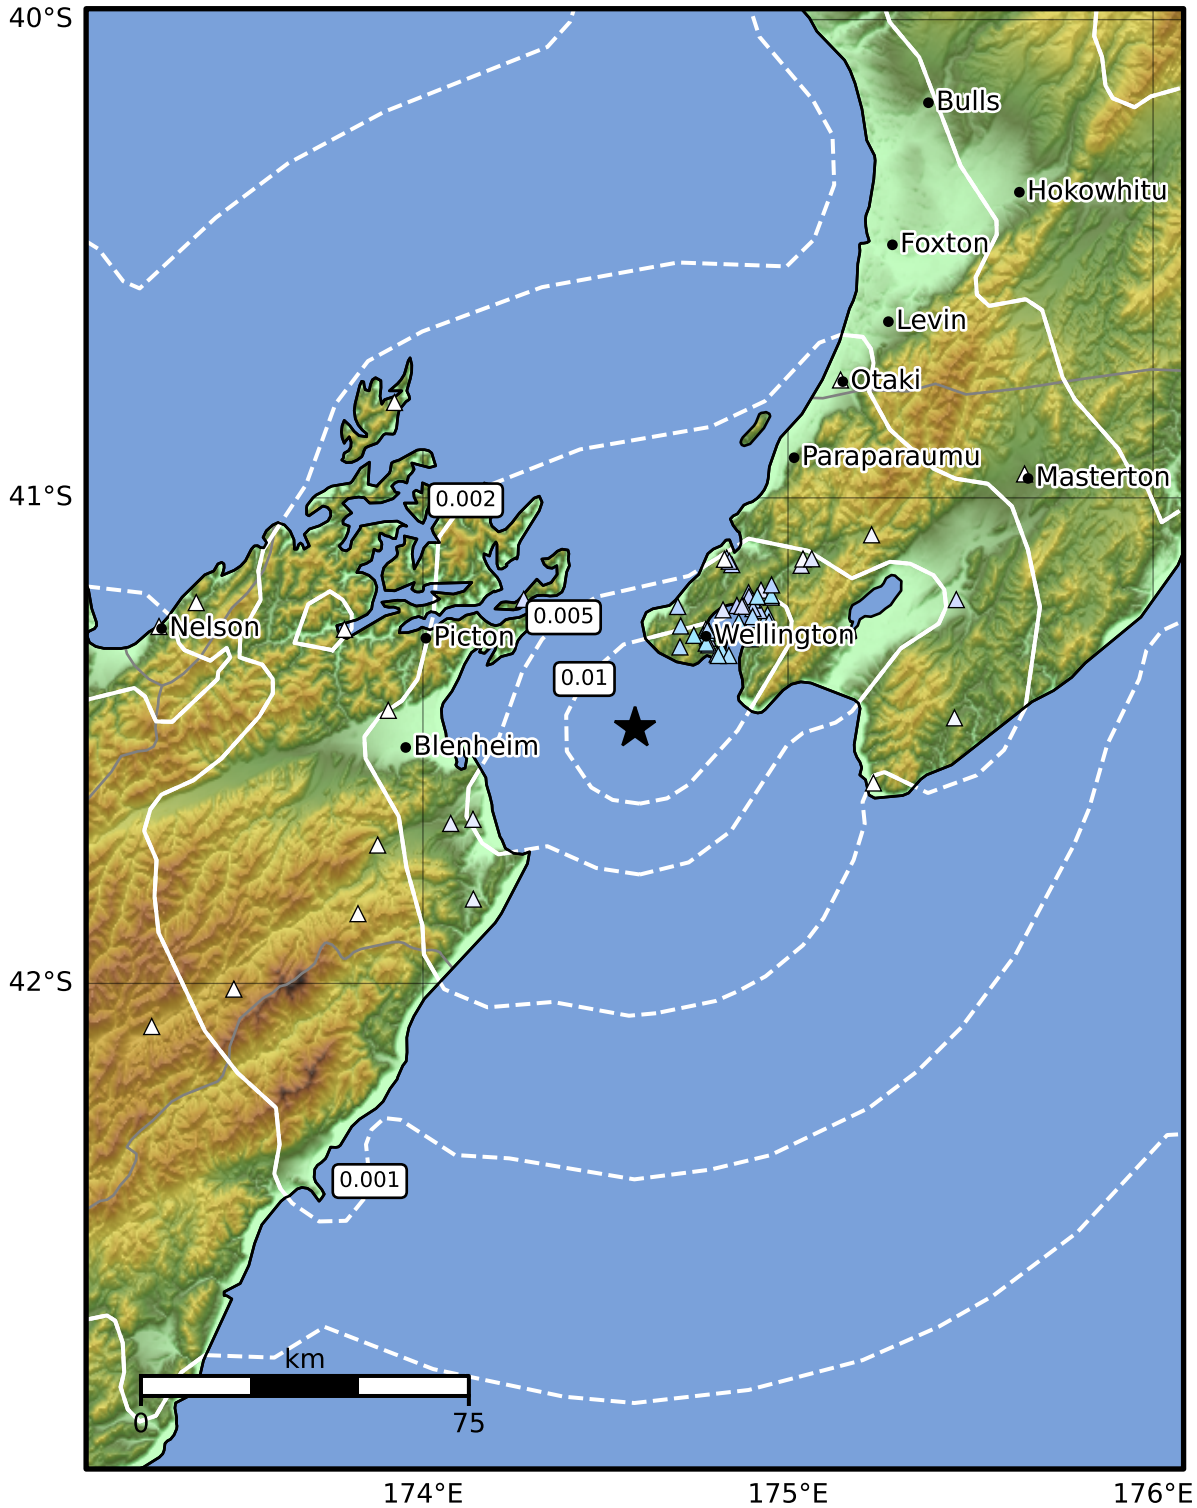 40°S
Bulls
Hokowhitu
Foxton
Levin
Otaki
Paraparaumu
Masterton
41°S
0.002
0.005
Nelson
Picton
Wellington
0.01
Blenheim
42°S
0.001
km
0 75
174°E 175°E 176°E